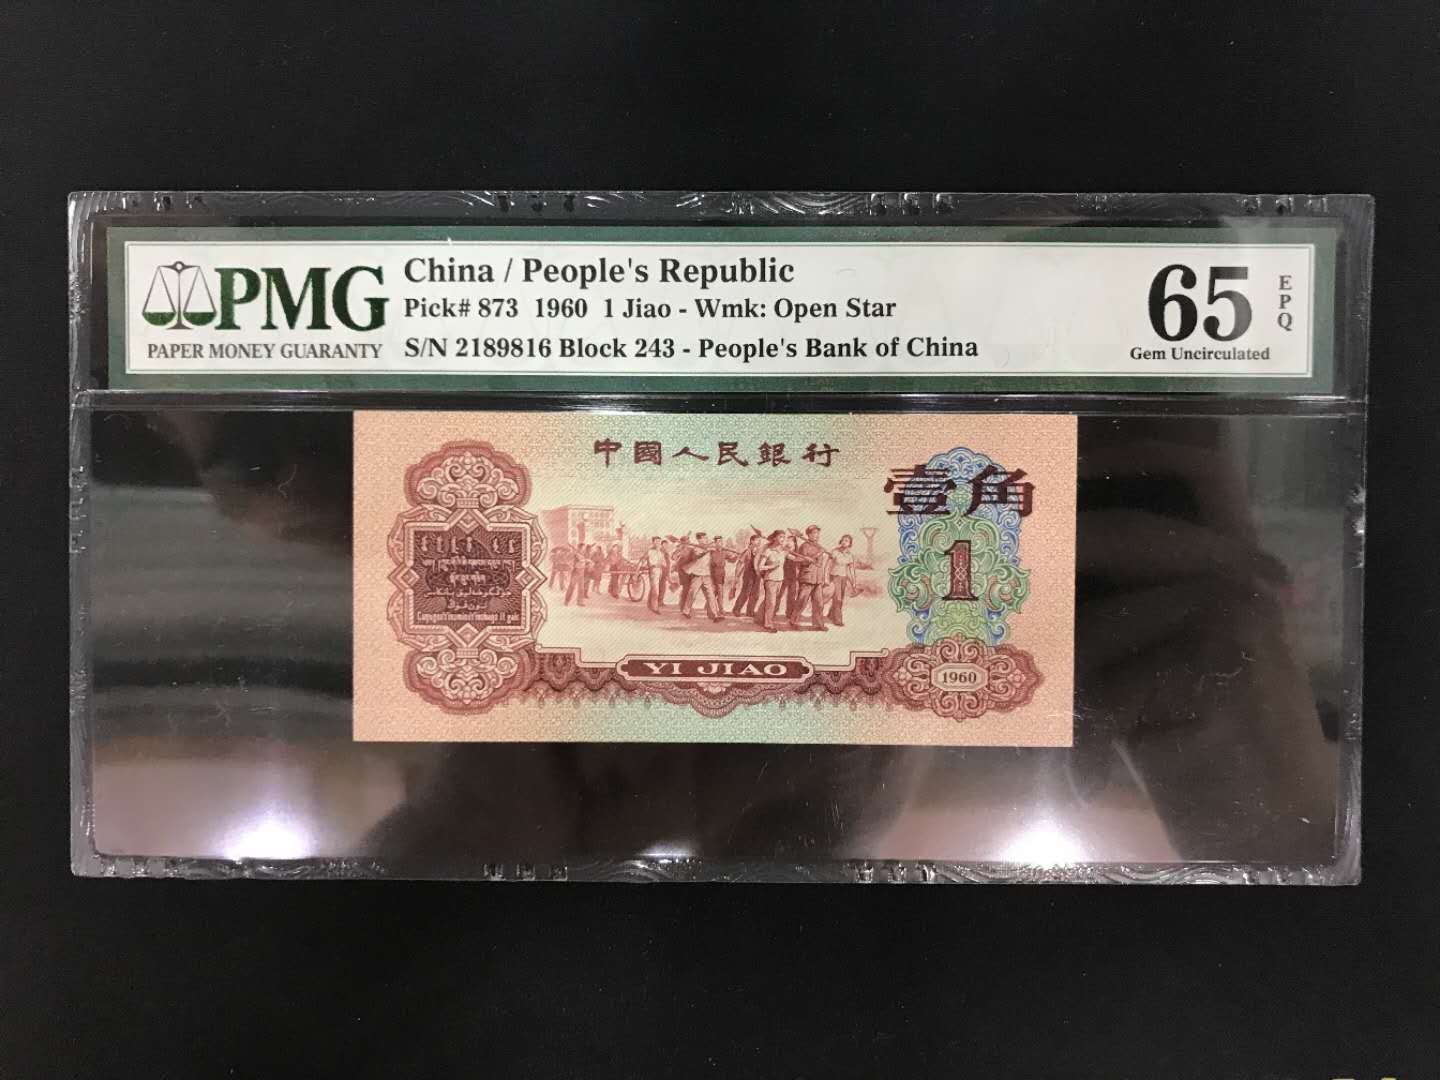 PMG
PAPER MONEY GUARANTY
China / People's Republic
Pick# 873 1960 1 Jiao - Wmk: Open Star
S/N 2189816 Block 243 - People's Bank of China
65
EPQ
Gem Uncirculated
中國人民銀行
壹角
1
YI JIAO
1960